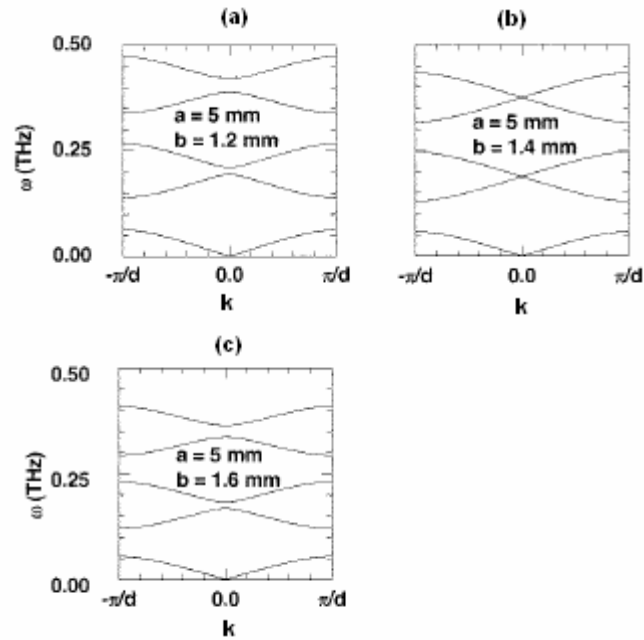 (a)
0.50
a = 5 mm
b = 1.2 mm
0.25
ω (THz)
0.00
-π/d
0.0
π/d
k
(b)
a = 5 mm
b = 1.4 mm
-π/d
0.0
π/d
k
(c)
0.50
a = 5 mm
b = 1.6 mm
0.25
ω (THz)
0.00
-π/d
0.0
π/d
k